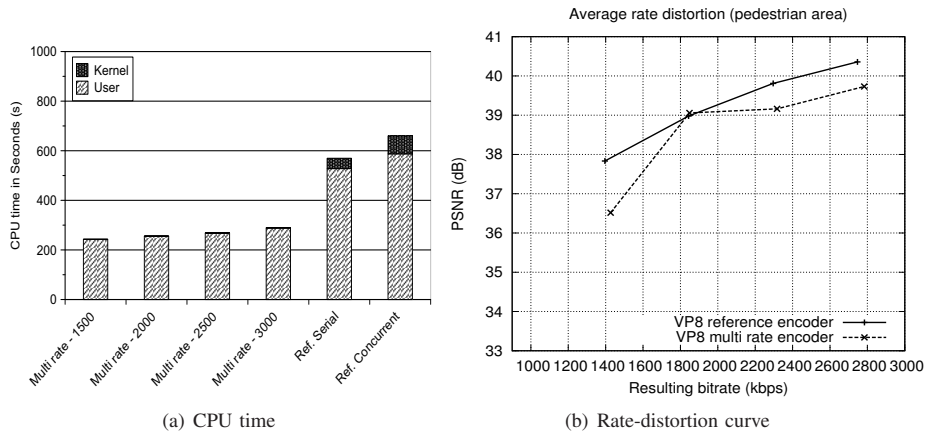 1000
800
600
400
200
0
CPU time in Seconds (s)
Kernel
User
Multi rate - 1500
Multi rate - 2000
Multi rate - 2500
Multi rate - 3000
Ref. Serial
Ref. Concurrent
(a) CPU time
Average rate distortion (pedestrian area)
41
40
39
38
37
36
35
34
33
PSNR (dB)
VP8 reference encoder
VP8 multi rate encoder
1000 1200 1400 1600 1800 2000 2200 2400 2600 2800 3000
Resulting bitrate (kbps)
(b) Rate-distortion curve